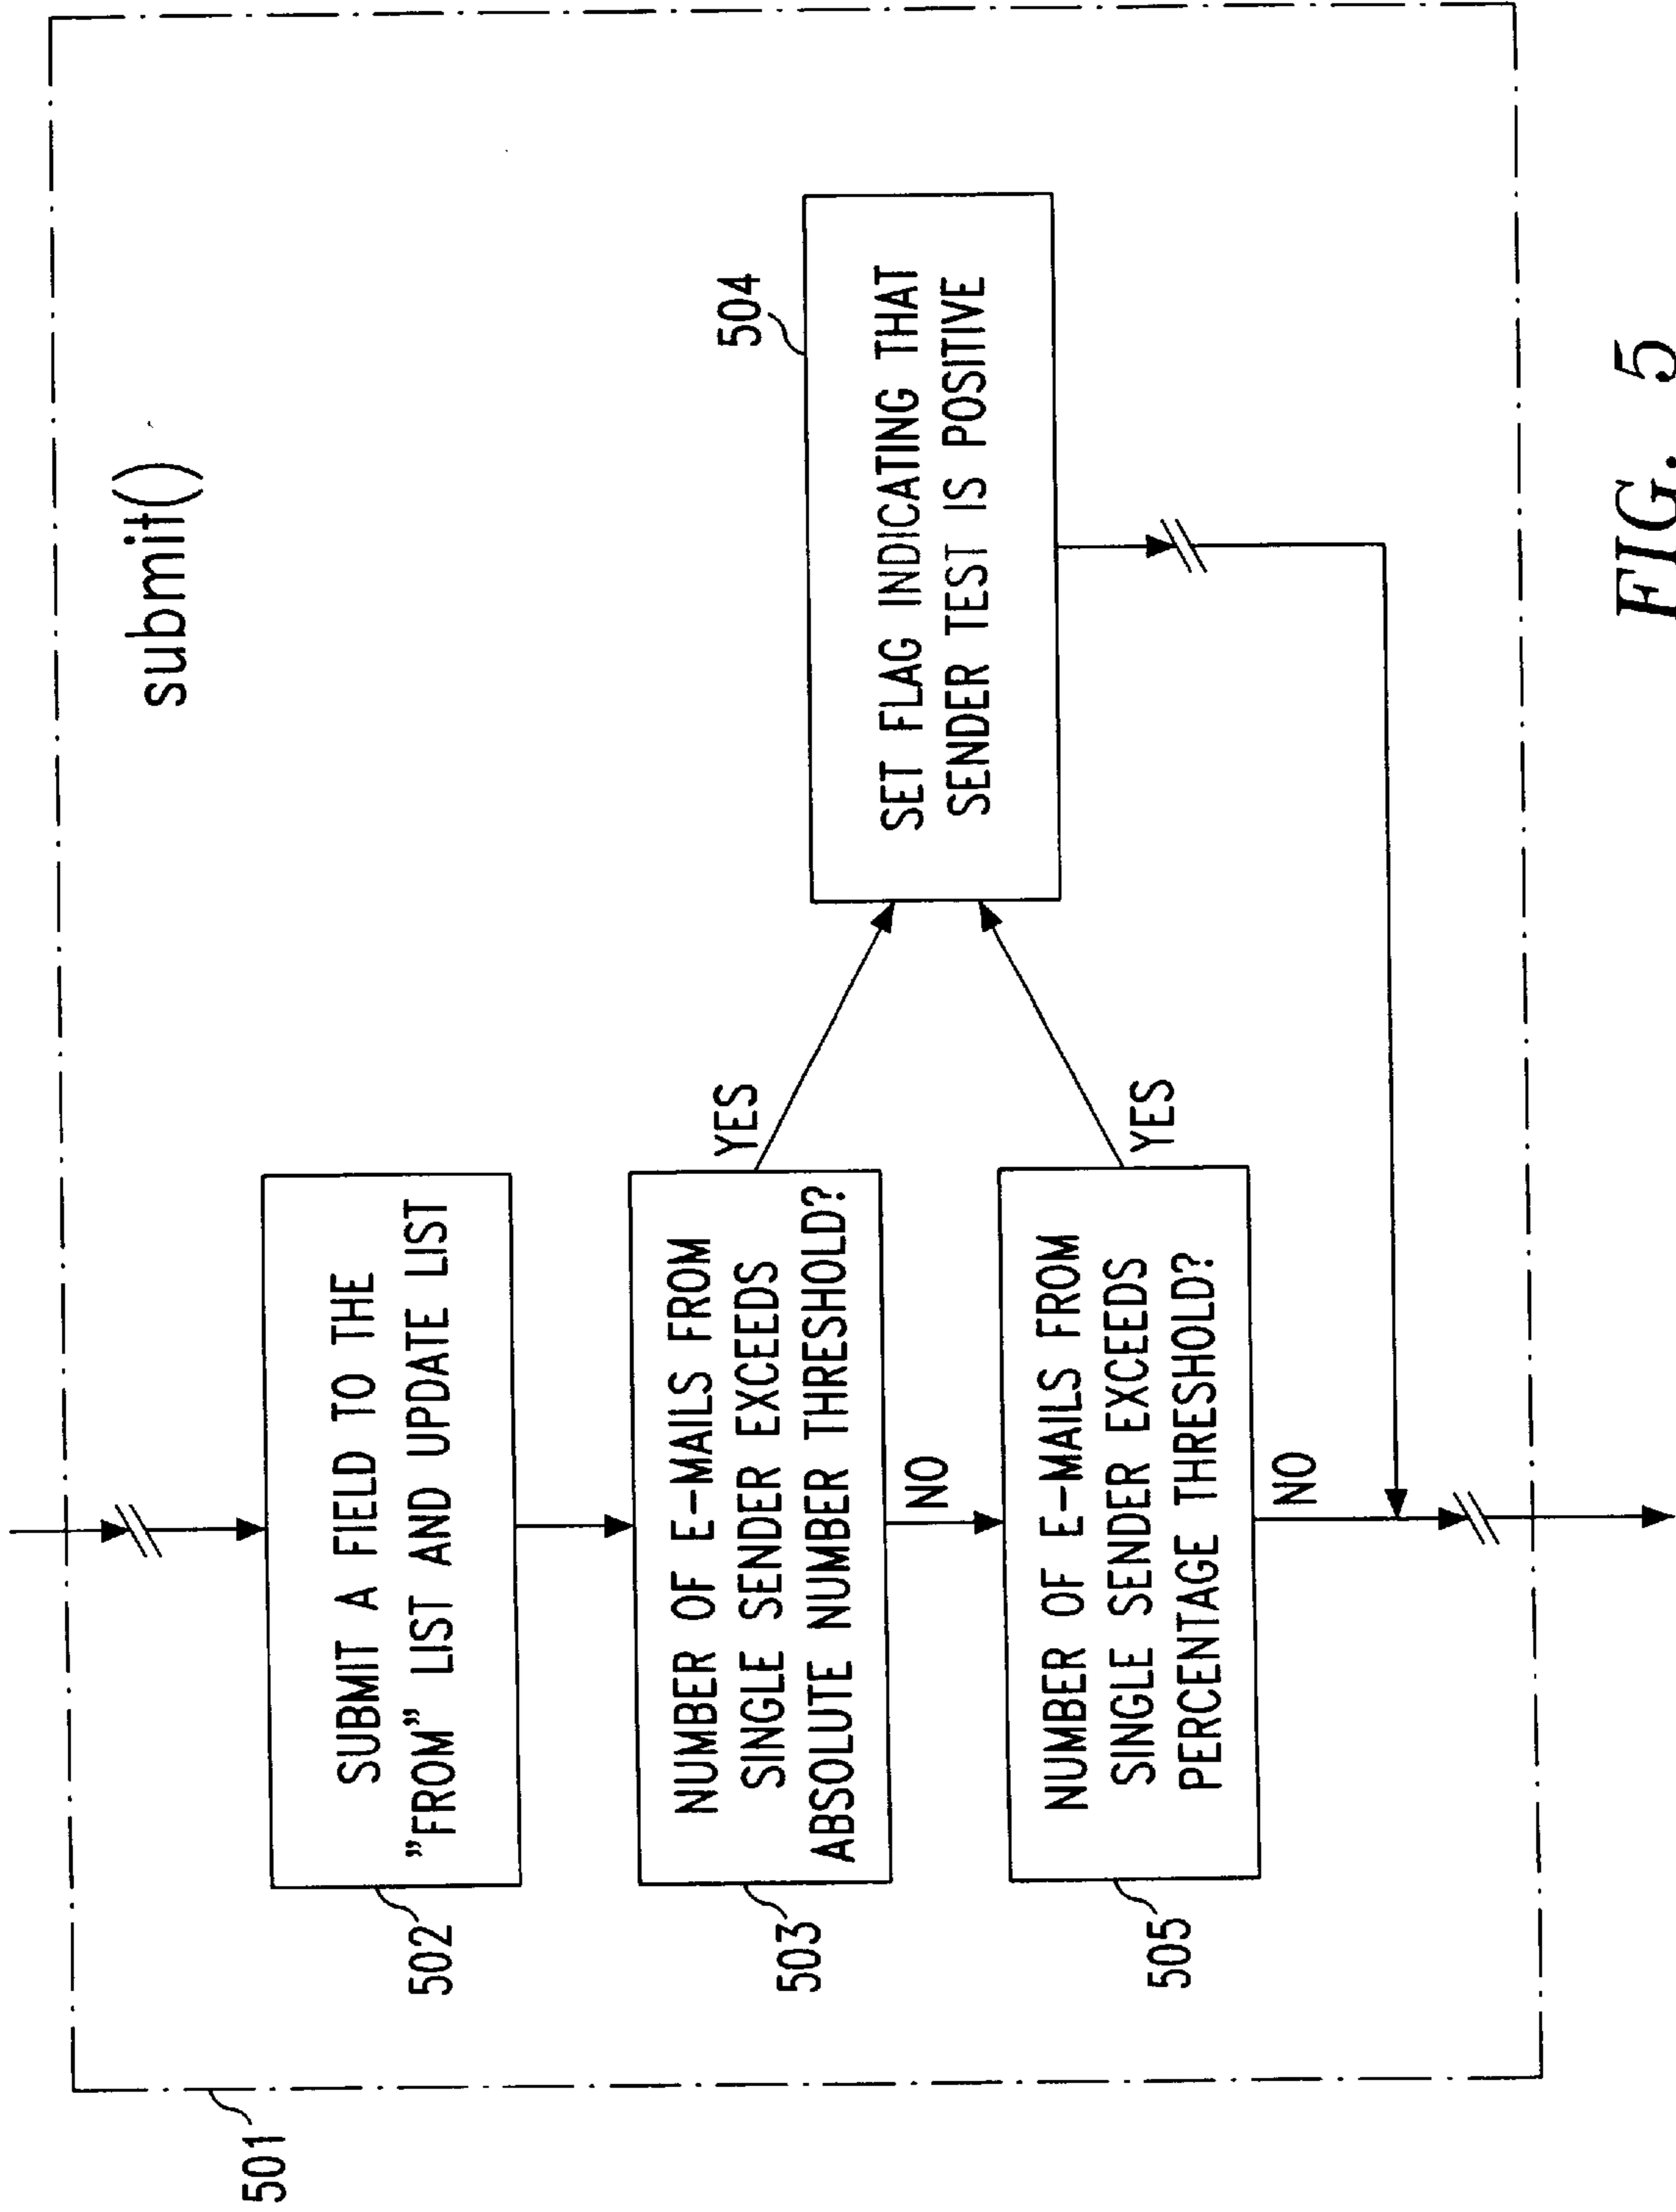 501
submit()
502
SUBMIT A FIELD TO THE
"FROM" LIST AND UPDATE LIST
503
NUMBER OF E-MAILS FROM
SINGLE SENDER EXCEEDS
ABSOLUTE NUMBER THRESHOLD?
YES
NO
504
SET FLAG INDICATING THAT
SENDER TEST IS POSITIVE
505
NUMBER OF E-MAILS FROM
SINGLE SENDER EXCEEDS
PERCENTAGE THRESHOLD?
YES
NO
FIG. 5